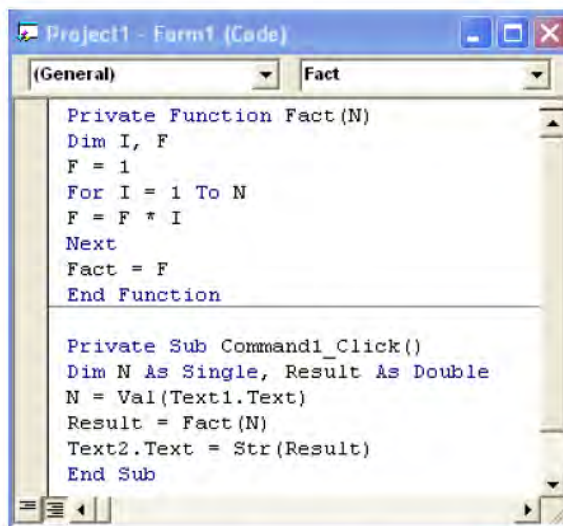 Project1 - Form1 (Code)
(General) Fact
Private Function Fact(N)
Dim I, F
F = 1
For I = 1 To N
F = F * I
Next
Fact = F
End Function
Private Sub Command1_Click()
Dim N As Single, Result As Double
N = Val(Text1.Text)
Result = Fact(N)
Text2.Text = Str(Result)
End Sub